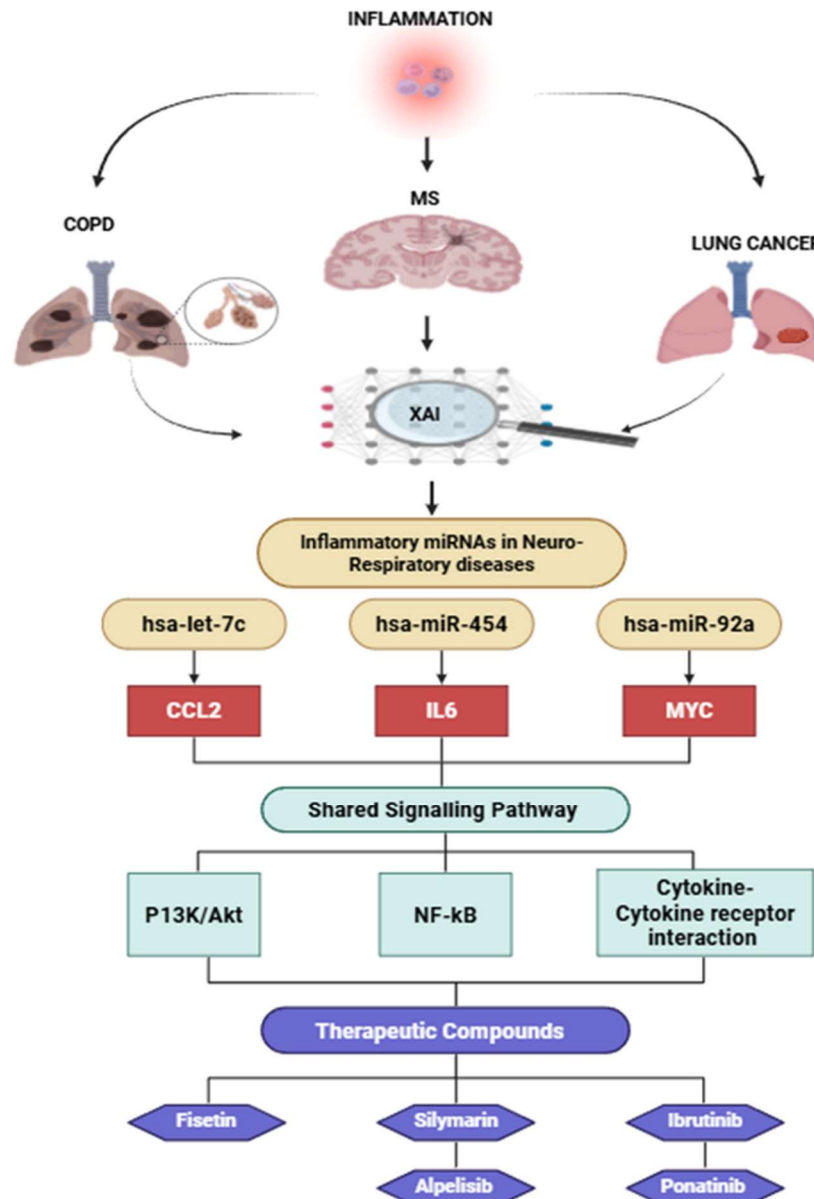 INFLAMMATION
COPD
MS
LUNG CANCER
XAI
Inflammatory miRNAs in Neuro-
Respiratory diseases
hsa-let-7c
hsa-miR-454
hsa-miR-92a
CCL2
IL6
MYC
Shared Signalling Pathway
P13K/Akt
NF-kB
Cytokine-
Cytokine receptor
interaction
Therapeutic Compounds
Fisetin
Silymarin
Ibrutinib
Alpelisib
Ponatinib